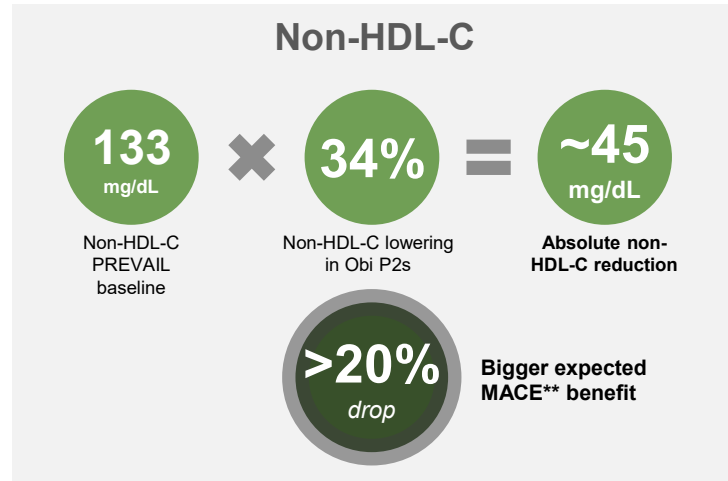 Non-HDL-C
133
mg/dL
34%
~45
mg/dL
Non-HDL-C
PREVAIL
baseline
Non-HDL-C lowering
in Obi P2s
Absolute non-
HDL-C reduction
>20%
drop
Bigger expected
MACE** benefit